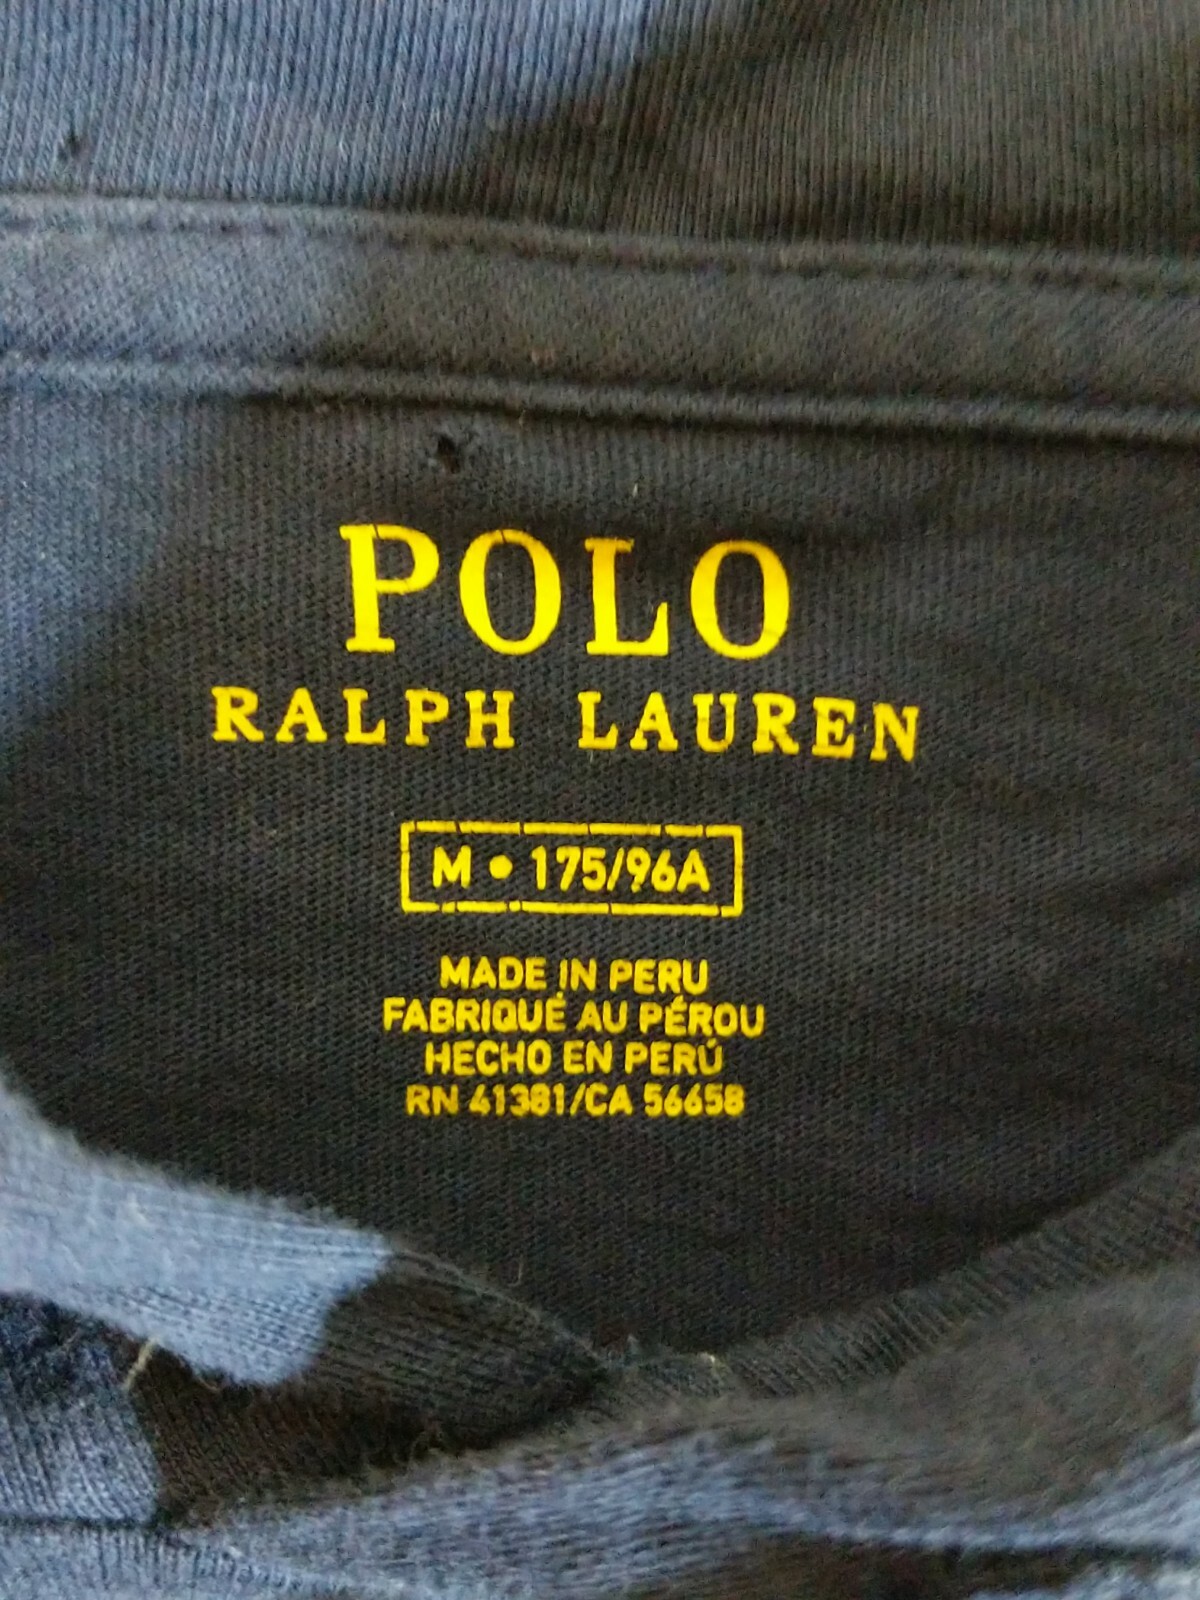 POLO
RALPH LAUREN
M • 175/96A
MADE IN PERU
FABRIQUÉ AU PÉROU
HECHO EN PERÚ
RN 41381/CA 56658